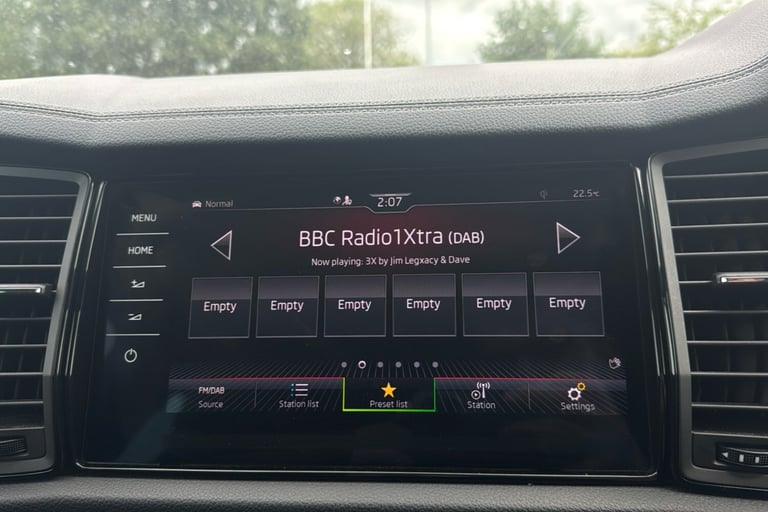 Normal
2:07
22.5°C
MENU
HOME
BBC Radio1Xtra (DAB)
Now playing: 3X by Jim Legxacy & Dave
Empty Empty Empty Empty Empty Empty
FM/DAB
Source
Station list
Preset list
Station
Settings